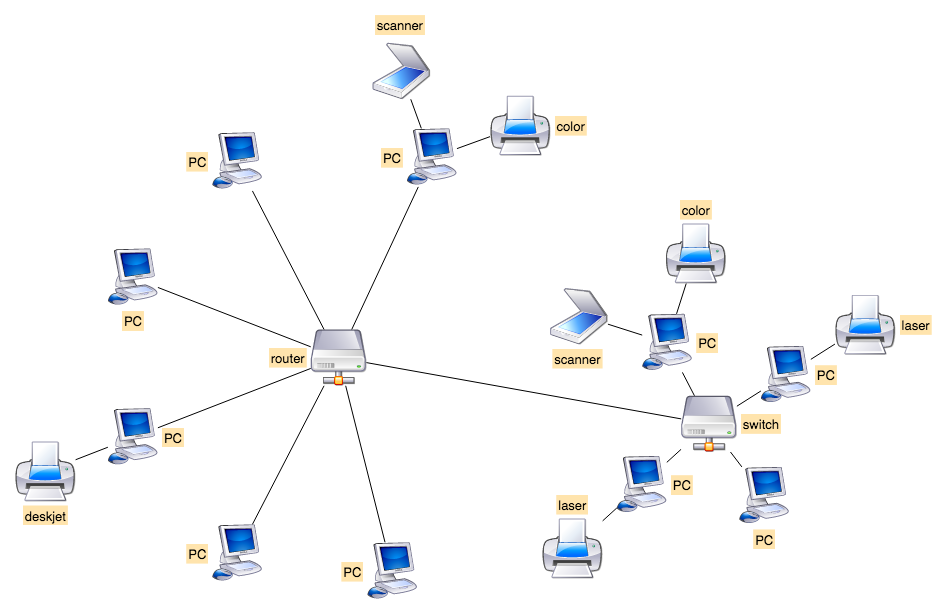 scanner
color
PC
PC
color
PC
laser
scanner
PC
router
PC
switch
PC
PC
deskjet
laser
PC
PC
PC
PC